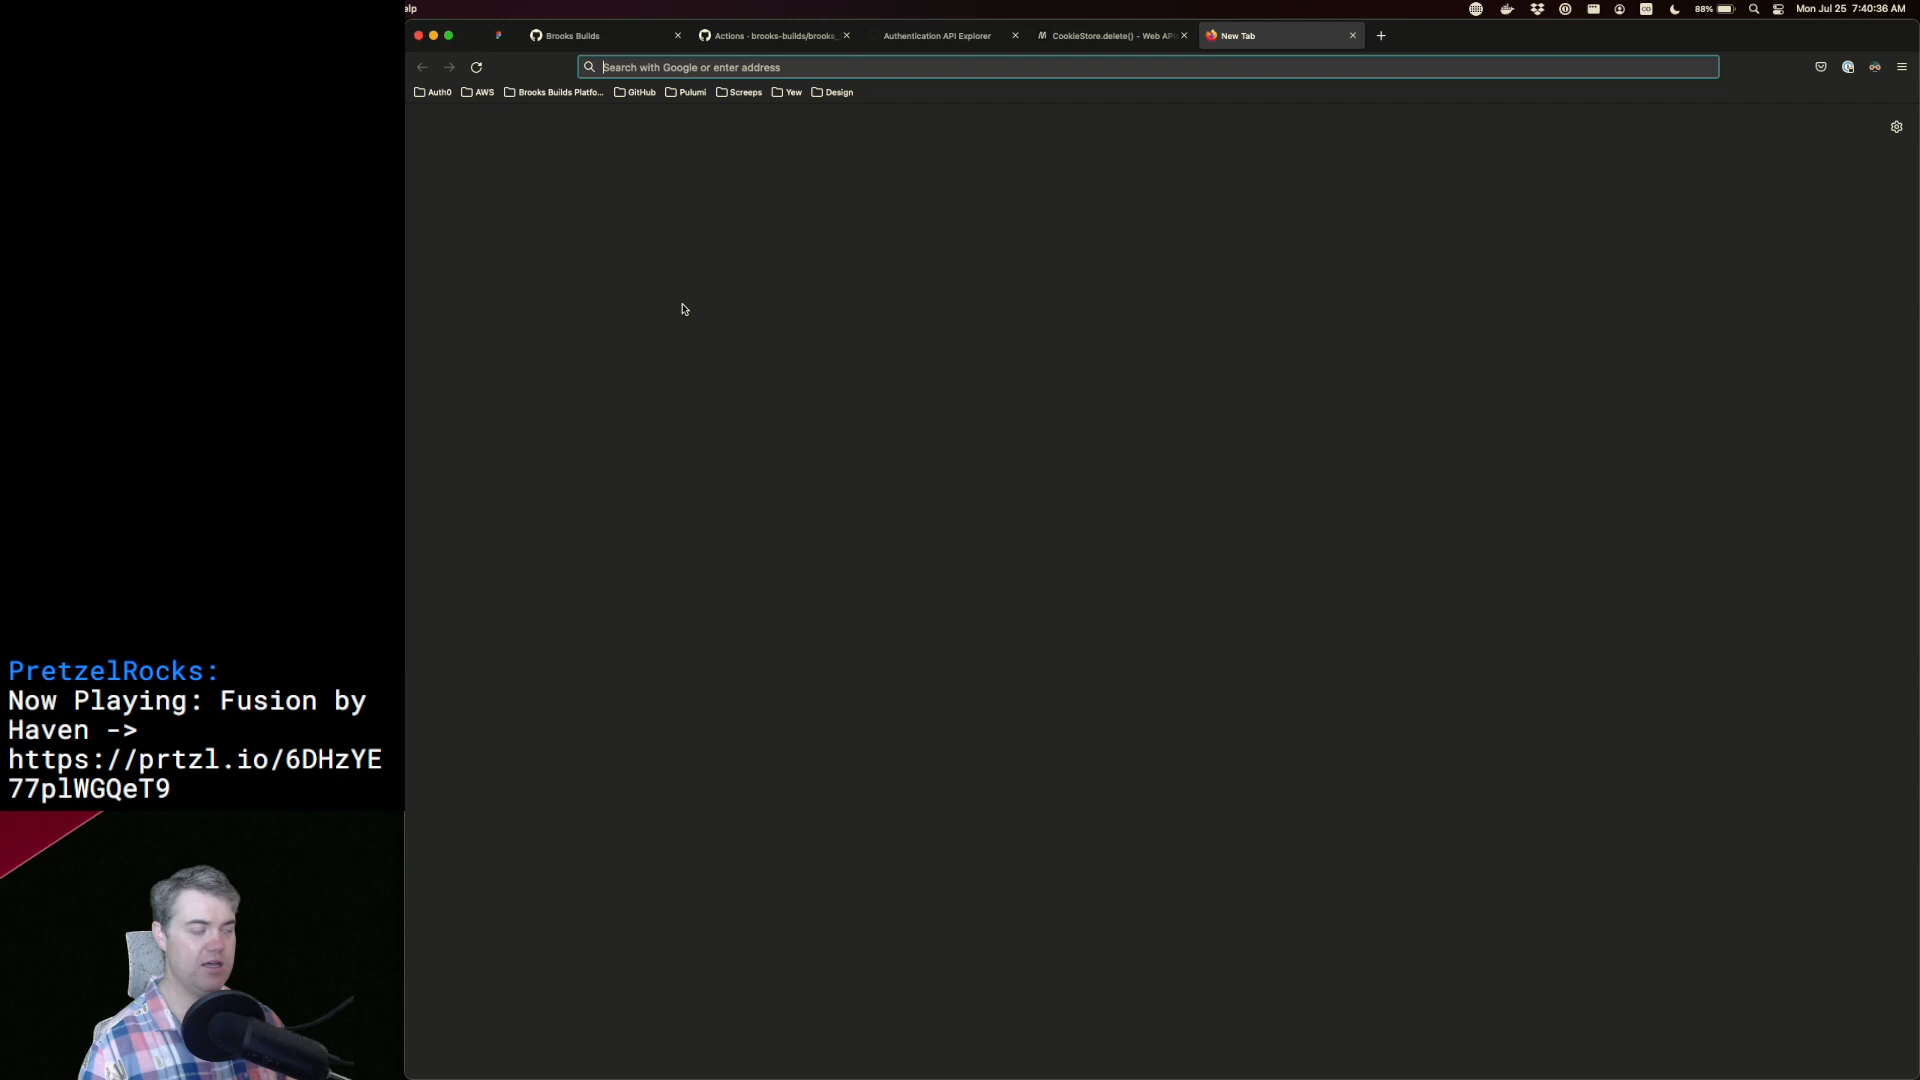 elp
88%
Mon Jul 25 7:40:36 AM
Brooks Builds
Actions - brooks-builds/brooks_
Authentication API Explorer
CookieStore.delete() - Web API
New Tab
Search with Google or enter address
Auth0
AWS
Brooks Builds Platfo...
GitHub
Pulumi
Screeps
Yew
Design
PretzelRocks:
Now Playing: Fusion by
Haven ->
https://prtzl.io/6DHzYE
77plWGQeT9